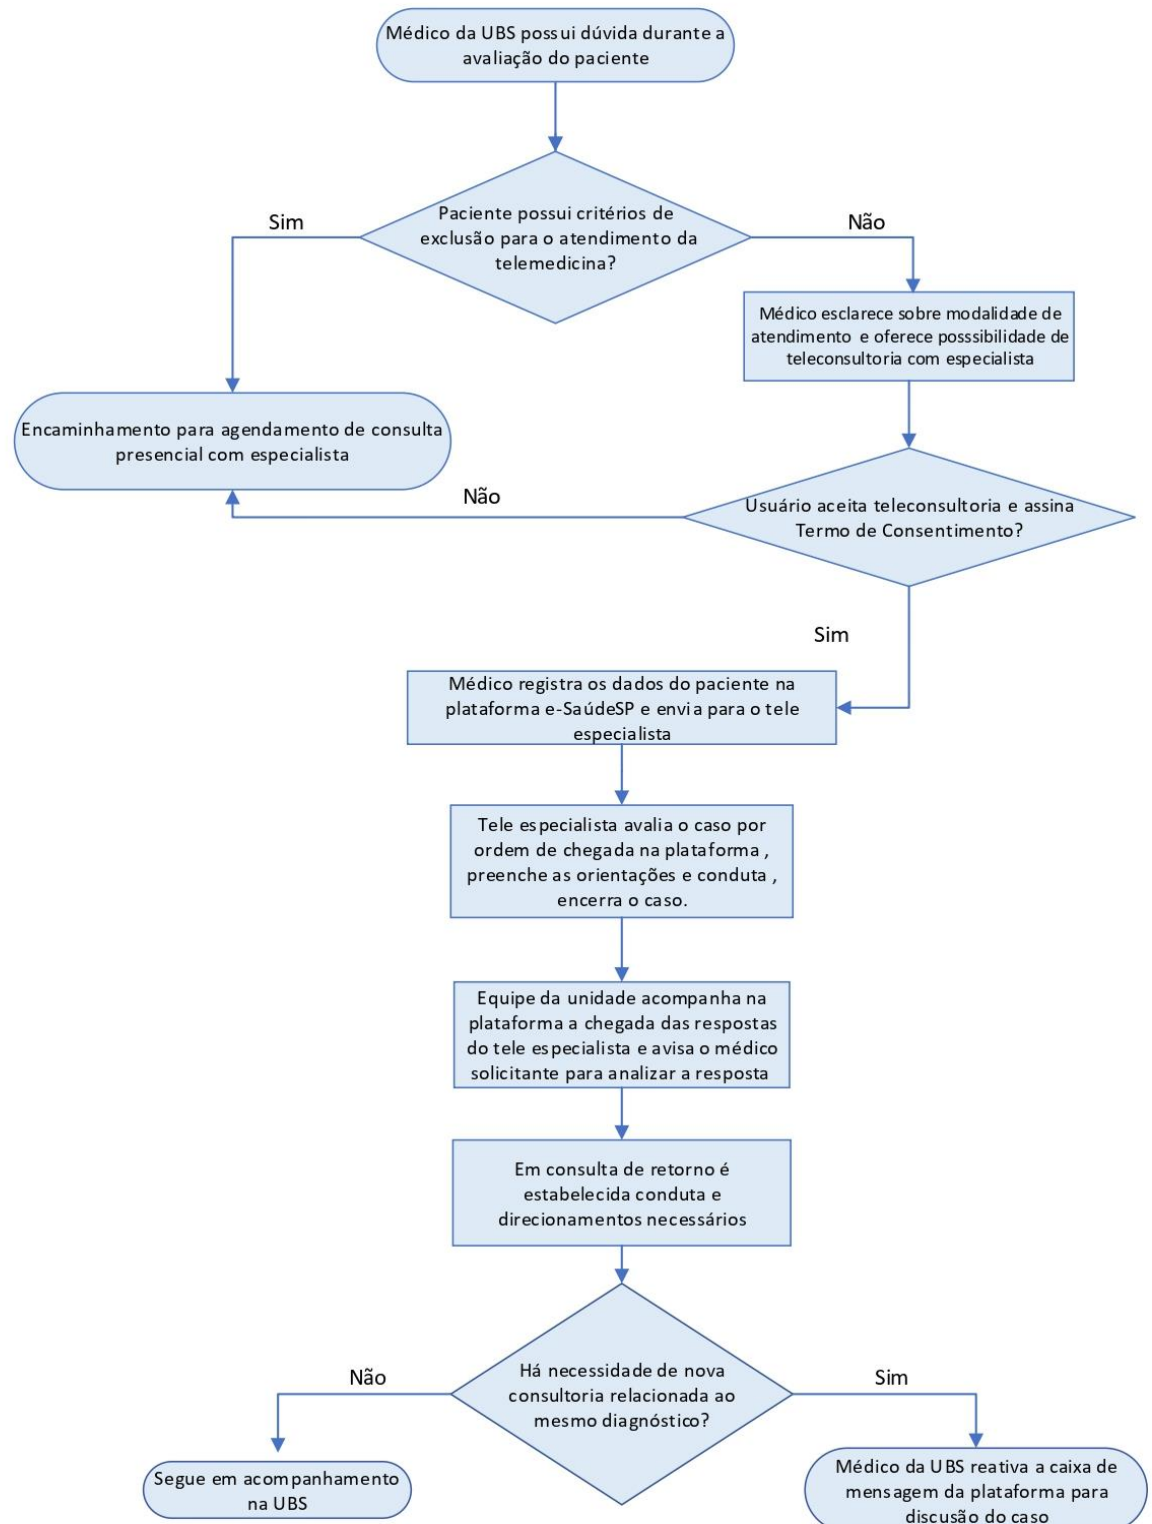 Médico da UBS possui dúvida durante a
avaliação do paciente
Paciente possui critérios de
exclusão para o atendimento da
telemedicina?
Sim
Não
Médico esclarece sobre modalidade de
atendimento e oferece posssibilidade de
teleconsultoria com especialista
Encaminhamento para agendamento de consulta
presencial com especialista
Não
Usuário aceita teleconsultoria e assina
Termo de Consentimento?
Sim
Médico registra os dados do paciente na
plataforma e-SaúdeSP e envia para o tele
especialista
Tele especialista avalia o caso por
ordem de chegada na plataforma ,
preenche as orientações e conduta ,
encerra o caso.
Equipe da unidade acompanha na
plataforma a chegada das respostas
do tele especialista e avisa o médico
solicitante para analizar a resposta
Em consulta de retorno é
estabelecida conduta e
direcionamentos necessários
Há necessidade de nova
consultoria relacionada ao
mesmo diagnóstico?
Não
Sim
Segue em acompanhamento
na UBS
Médico da UBS reativa a caixa de
mensagem da plataforma para
discussão do caso